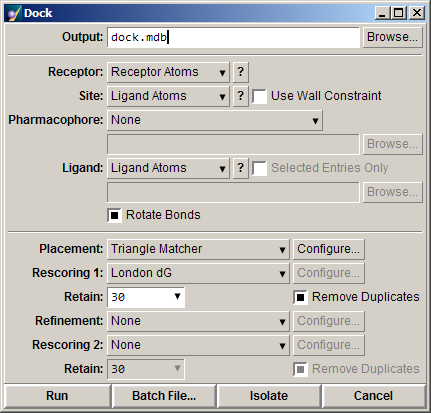 Dock
Output: dock.mdb Browse...
Receptor: Receptor Atoms ?
Site: Ligand Atoms ? Use Wall Constraint
Pharmacophore: None
Browse...
Ligand: Ligand Atoms ? Selected Entries Only
Browse...
Rotate Bonds
Placement: Triangle Matcher Configure...
Rescoring 1: London dG Configure...
Retain: 30 Remove Duplicates
Refinement: None Configure...
Rescoring 2: None Configure...
Retain: 30 Remove Duplicates
Run Batch File... Isolate Cancel